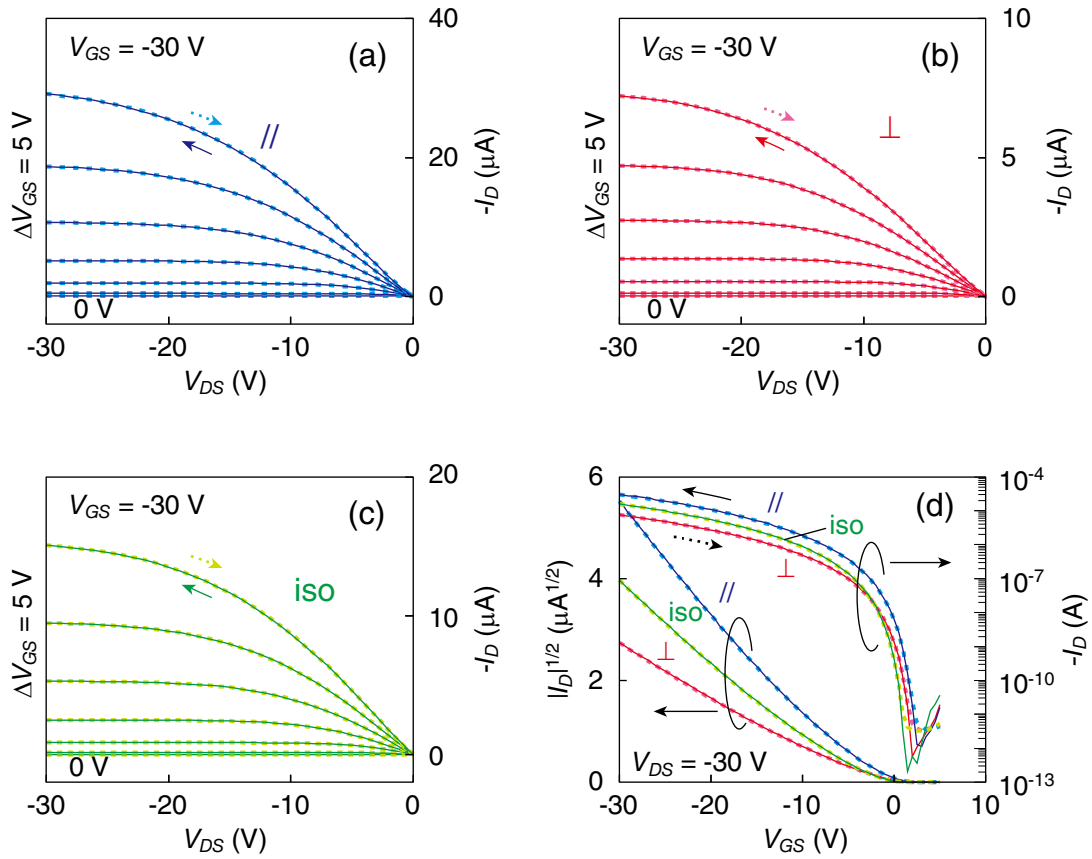 V_GS = -30 V
(a)
40
20
0
-I_D (μA)
ΔV_GS = 5 V
//
0 V
-30
-20
-10
0
V_DS (V)
V_GS = -30 V
(b)
10
5
0
-I_D (μA)
ΔV_GS = 5 V
⊥
0 V
-30
-20
-10
0
V_DS (V)
V_GS = -30 V
(c)
20
10
0
-I_D (μA)
ΔV_GS = 5 V
iso
0 V
-30
-20
-10
0
V_DS (V)
6
4
2
0
|I_D|^1/2 (μA^1/2)
//
(d)
iso
⊥
//
iso
⊥
V_DS = -30 V
10^-4
10^-7
10^-10
10^-13
-I_D (A)
-30
-20
-10
0
10
V_GS (V)